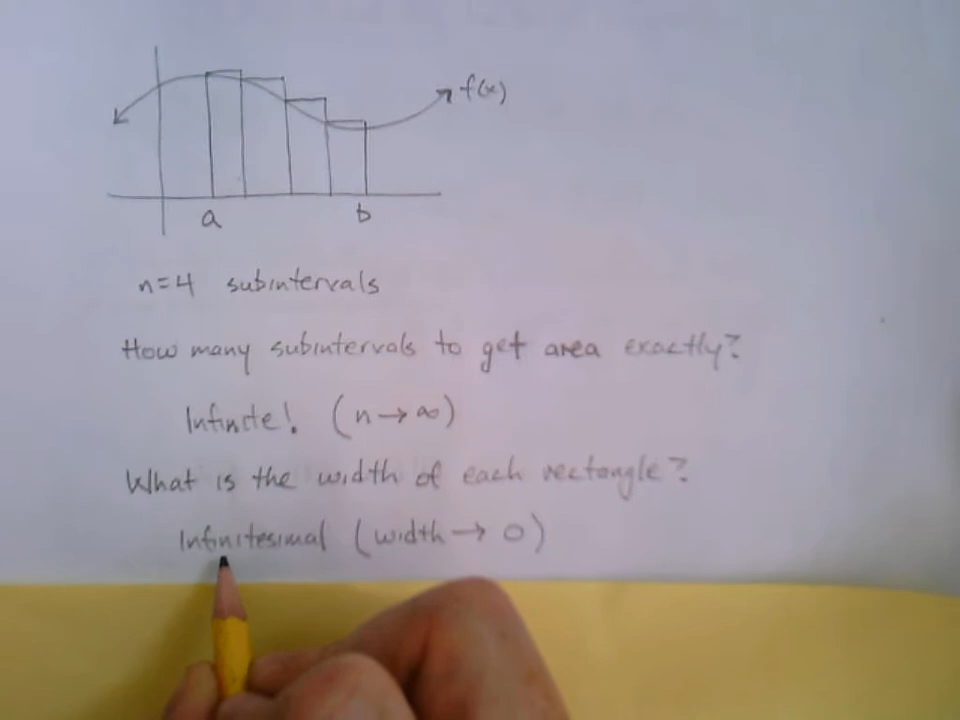 f(x)
a b
n=4 subintervals
How many subintervals to get area exactly?
Infinite! (n→∞)
What is the width of each rectangle?
Infinitesimal (width→ 0)